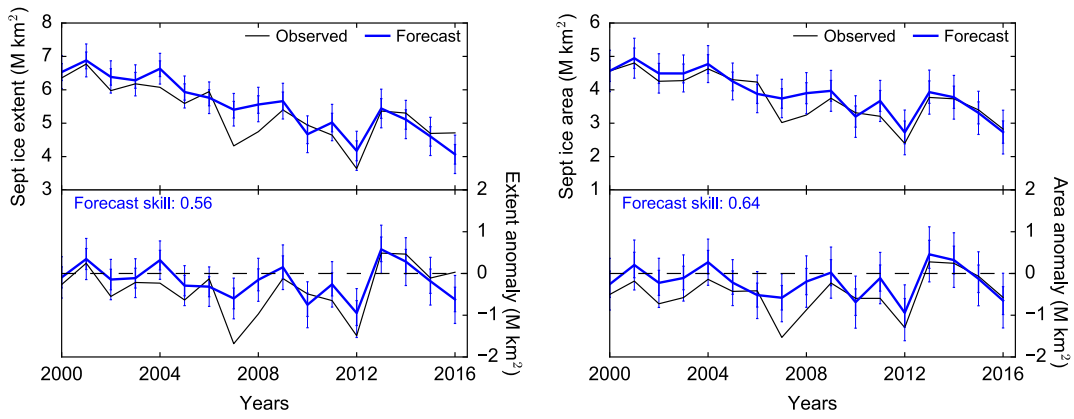 Sept ice extent (M km²)
8
7
6
5
4
3
Observed
Forecast
2
1
0
−1
−2
Extent anomaly (M km²)
Forecast skill: 0.56
2000
2004
2008
2012
2016
Years
Sept ice area (M km²)
6
5
4
3
2
1
Observed
Forecast
2
1
0
−1
−2
Area anomaly (M km²)
Forecast skill: 0.64
2000
2004
2008
2012
2016
Years